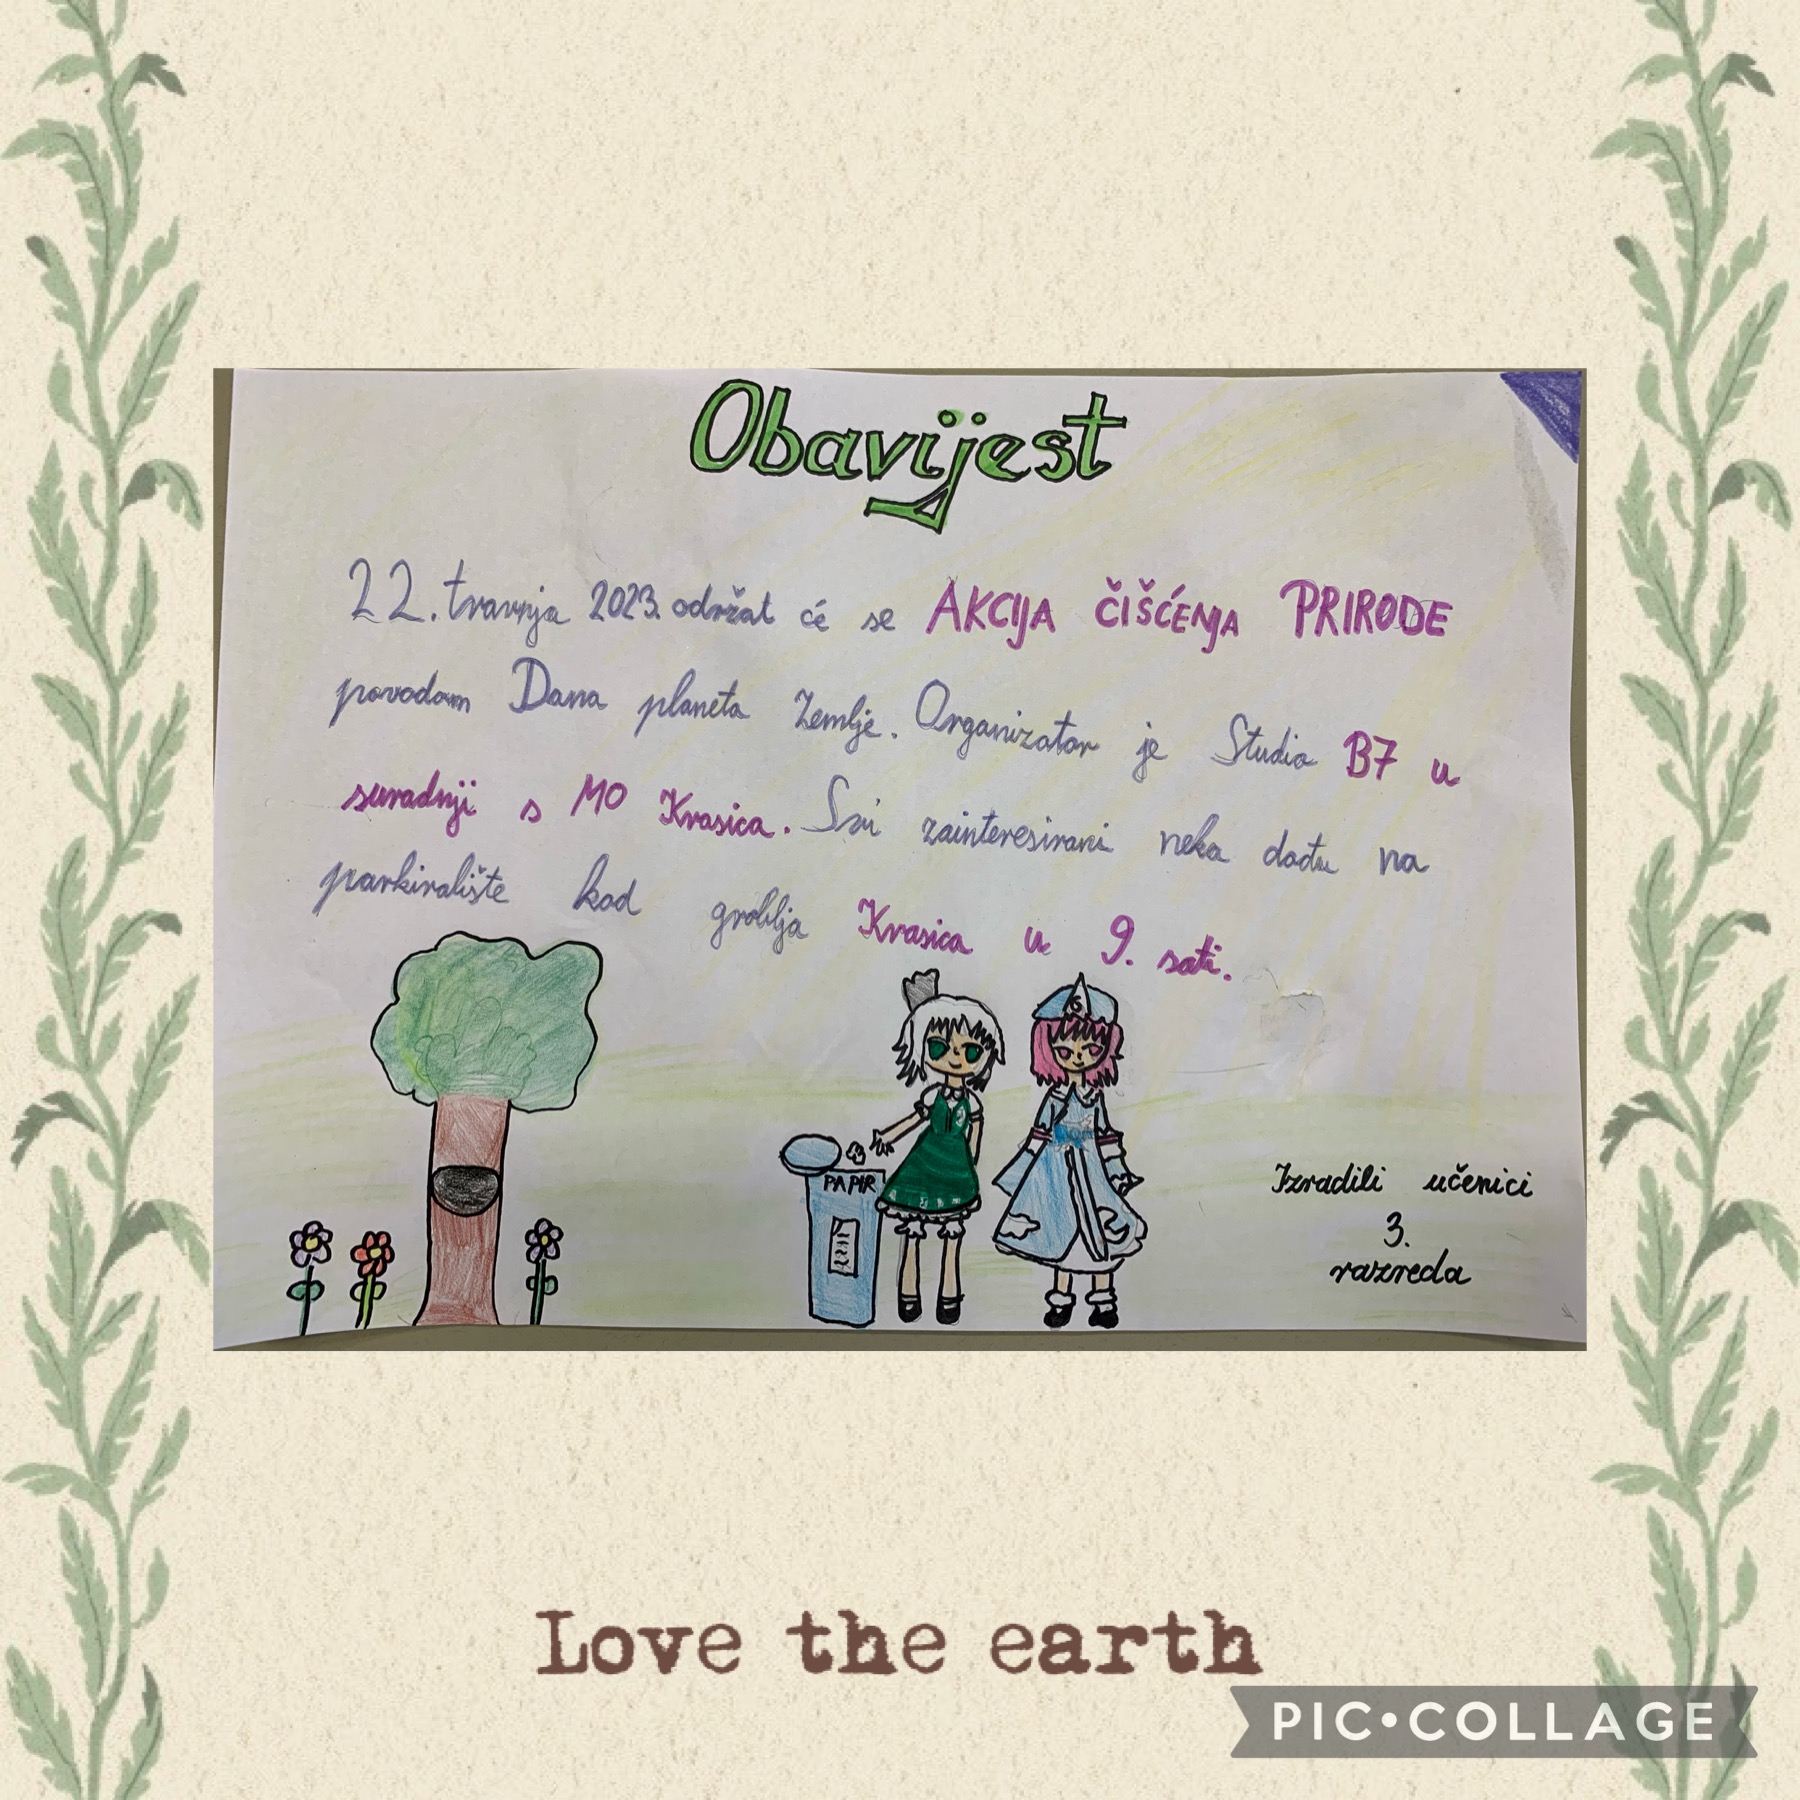 Obavijest
22. travnja 2023. održat će se AKCIJA ČIŠĆENJA PRIRODE
povodom Dana planeta Zemlje. Organizator je Studio B7 u
suradnji s MO Krasica. Svi zainteresirani neka dođu na
parkiralište kod groblja Krasica u 9. sati.
PAPIR
Izradili učenici
3.
razreda
Love the earth
PIC•COLLAGE